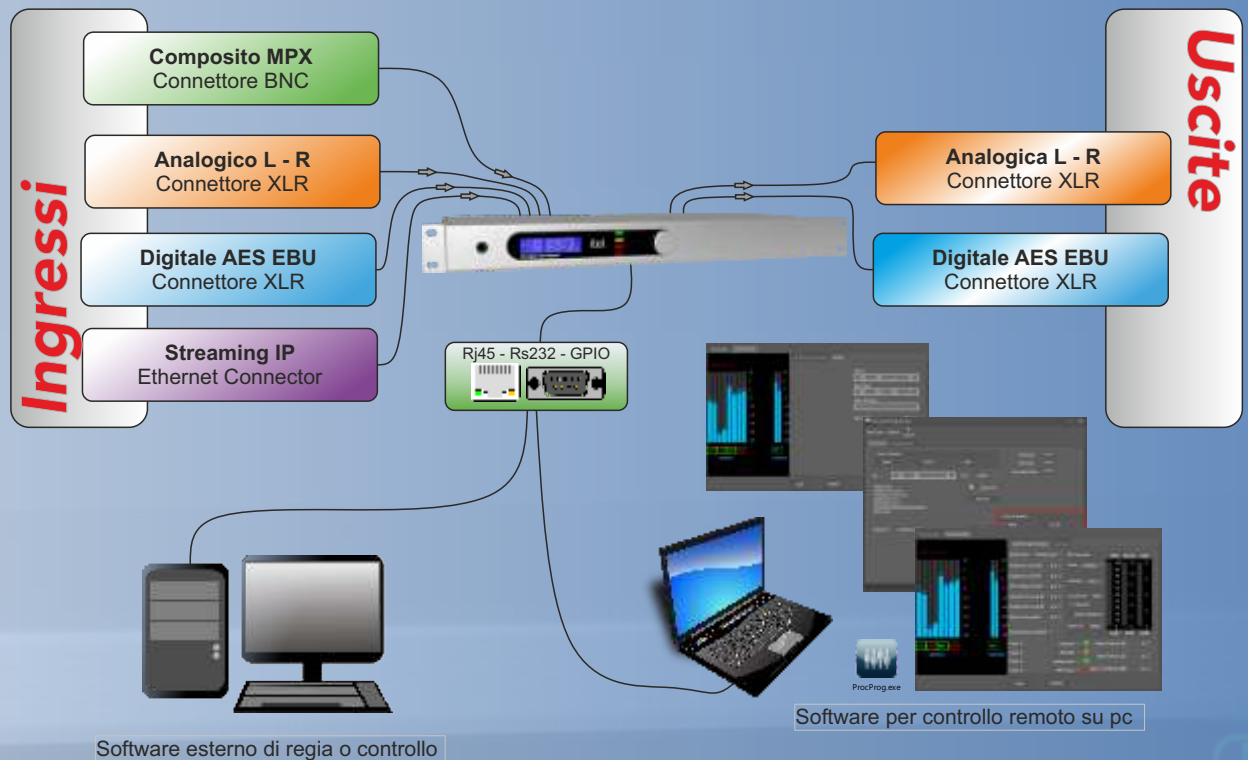 Ingressi
Composito MPX
Connettore BNC
Analogico L - R
Connettore XLR
Digitale AES EBU
Connettore XLR
Streaming IP
Ethernet Connector
Uscite
Analogica L - R
Connettore XLR
Digitale AES EBU
Connettore XLR
Rj45 - Rs232 - GPIO
ProcProg.exe
Software per controllo remoto su pc
Software esterno di regia o controllo